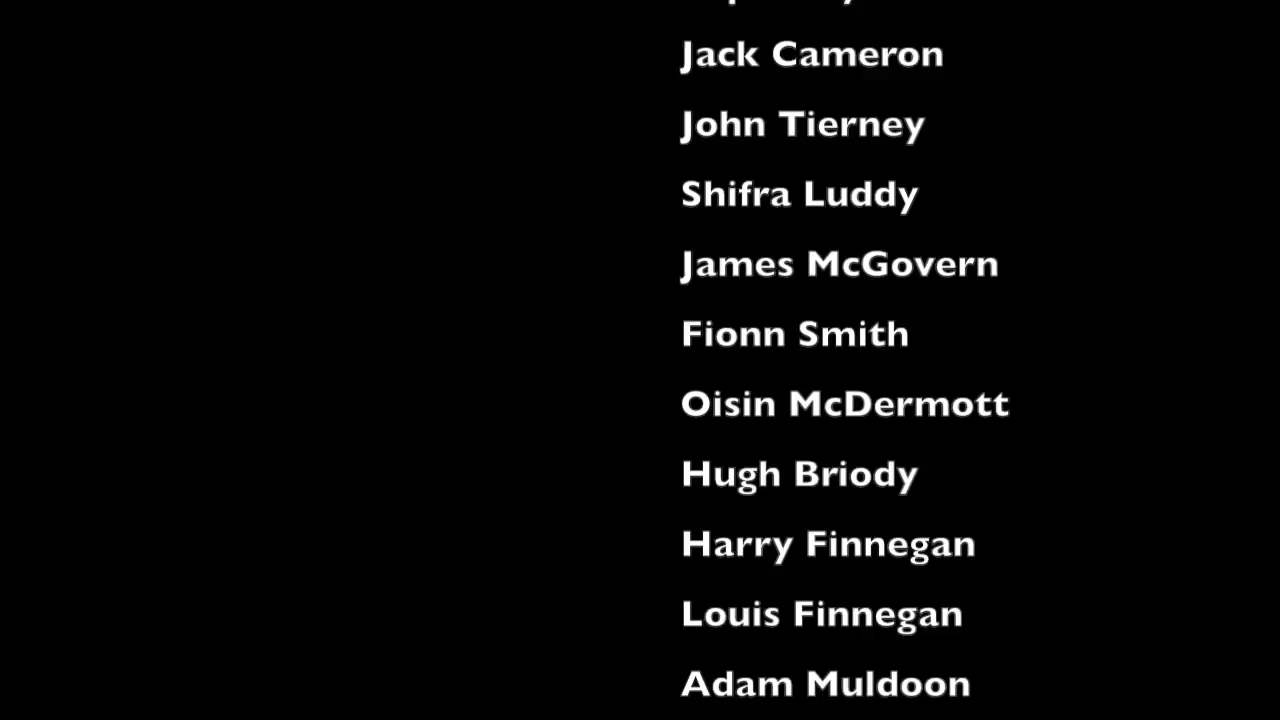 Jack Cameron
John Tierney
Shifra Luddy
James McGovern
Fionn Smith
Oisin McDermott
Hugh Briody
Harry Finnegan
Louis Finnegan
Adam Muldoon